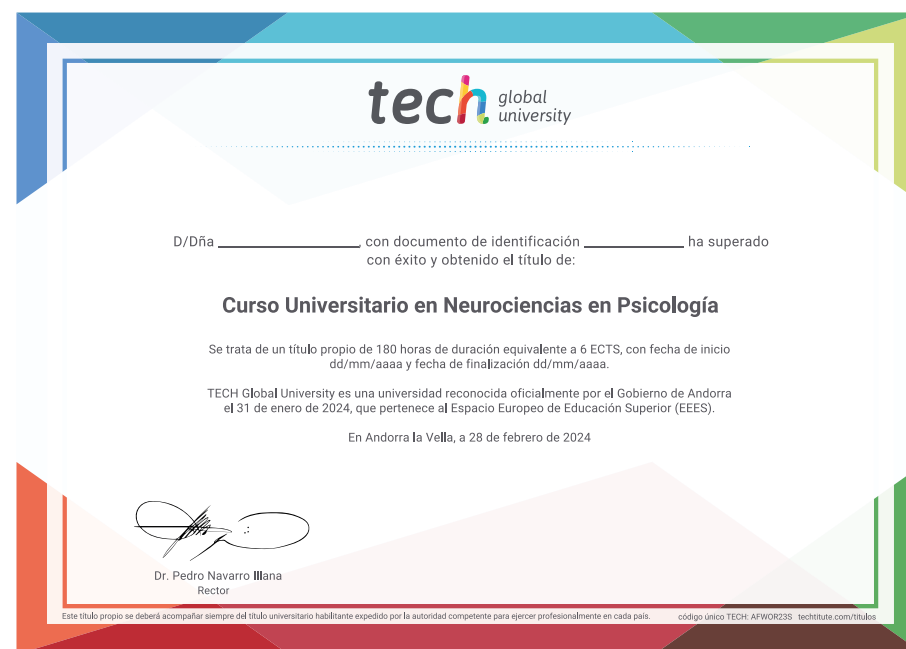 tech global university
D/Dña ____________________, con documento de identificación ______________ ha superado
con éxito y obtenido el título de:
Curso Universitario en Neurociencias en Psicología
Se trata de un título propio de 180 horas de duración equivalente a 6 ECTS, con fecha de inicio
dd/mm/aaaa y fecha de finalización dd/mm/aaaa.
TECH Global University es una universidad reconocida oficialmente por el Gobierno de Andorra
el 31 de enero de 2024, que pertenece al Espacio Europeo de Educación Superior (EEES).
En Andorra la Vella, a 28 de febrero de 2024
Dr. Pedro Navarro Illana
Rector
Este título propio se deberá acompañar siempre del título universitario habilitante expedido por la autoridad competente para ejercer profesionalmente en cada país. código único TECH: AFWOR23S techtitute.com/titulos